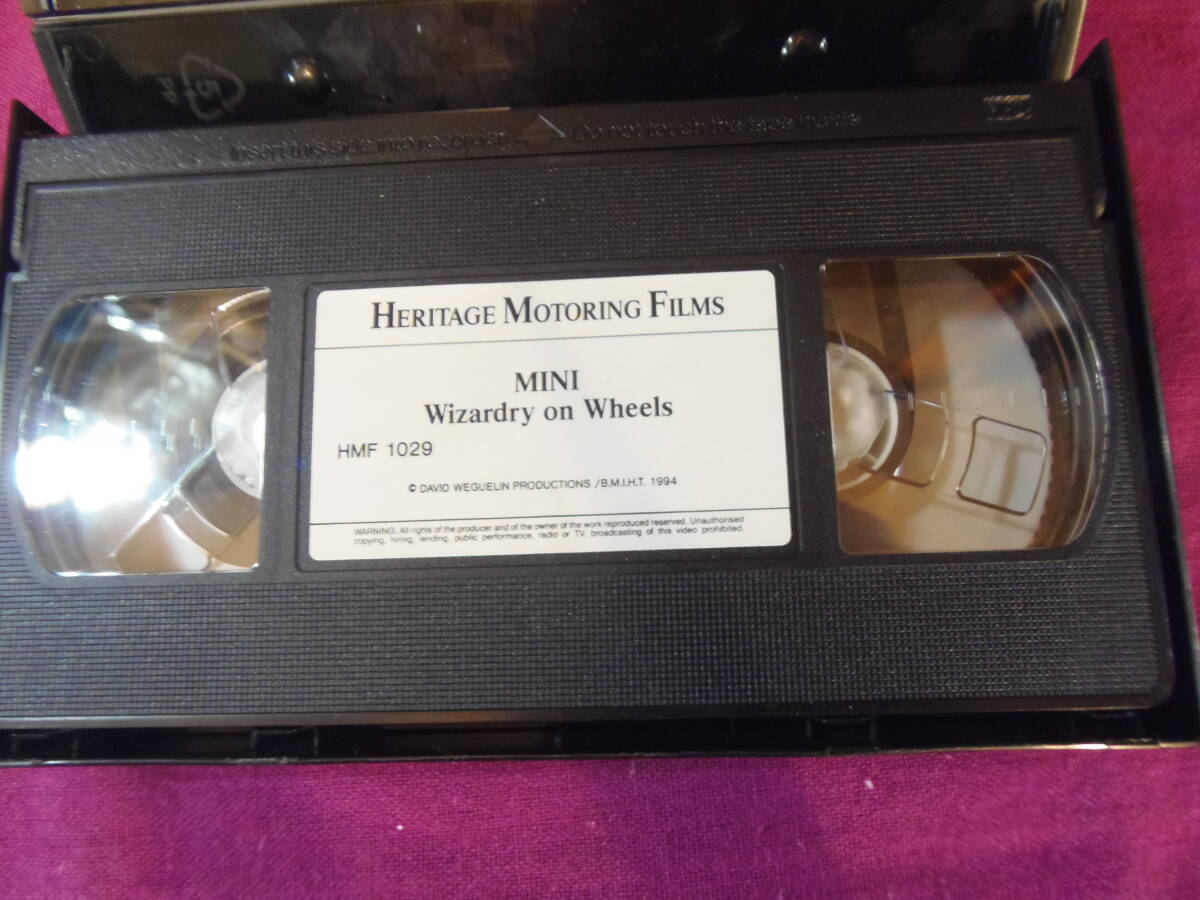 Insert this side into recorder Do not touch the tape inside
HERITAGE MOTORING FILMS
MINI
Wizardry on Wheels
HMF 1029
© DAVID WEGUELIN PRODUCTIONS /B.M.I.H.T. 1994
WARNING: All rights of the producer and of the owner of the work reproduced reserved. Unauthorised
copying, hiring, lending, public performance, radio or TV. broadcasting of this video prohibited.